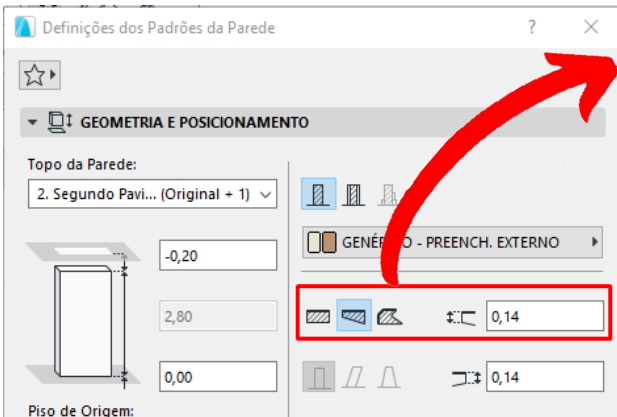 Definições dos Padrões da Parede
?
GEOMETRIA E POSICIONAMENTO
Topo da Parede:
2. Segundo Pavi... (Original + 1)
- PREENCH. EXTERNO
-0,20
2,80
0,14
0,00
0,14
Piso de Origem: